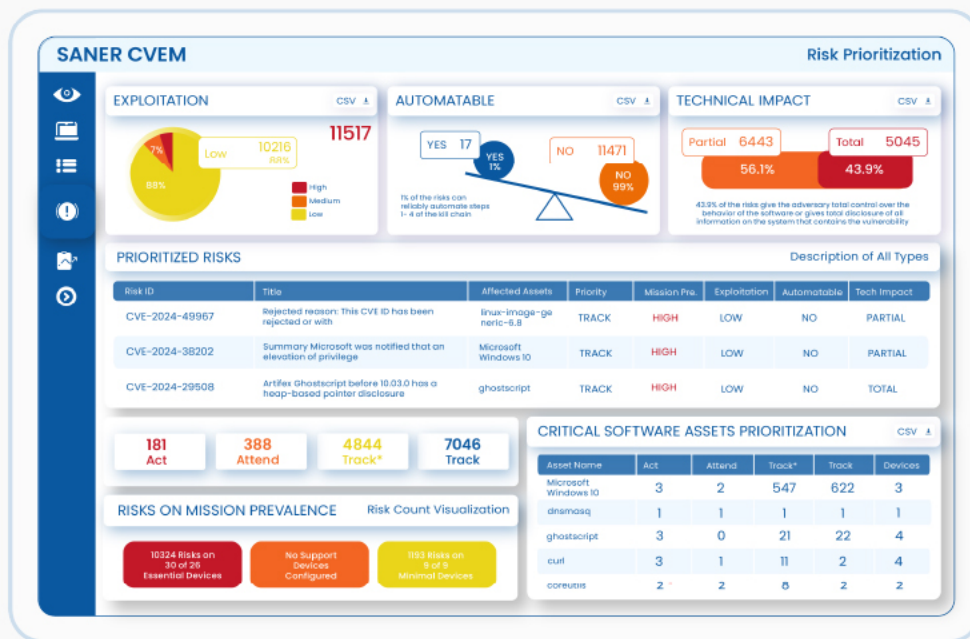 SANER CVEM
Risk Prioritization
EXPLOITATION
CSV
11517
7%
88%
Low
10216
88%
High
Medium
Low
AUTOMATABLE
CSV
YES 17
YES
1%
NO 11471
NO
99%
1% of the risks can
reliably automate steps
1- 4 of the kill chain
TECHNICAL IMPACT
CSV
Partial 6443
Total 5045
56.1%
43.9%
43.9% of the risks give the adversary total control over the
behavior of the software or gives total disclosure of all
information on the system that contains the vulnerability
PRIORITIZED RISKS
Description of All Types
Risk ID Title Affected Assets Priority Mission Pre. Exploitation Automatable Tech Impact
CVE-2024-49967 Rejected reason: This CVE ID has been linux-image-ge TRACK HIGH LOW NO PARTIAL
rejected or with neric-6.8
CVE-2024-38202 Summary Microsoft was notified that an Microsoft TRACK HIGH LOW NO PARTIAL
elevation of privilege Windows 10
CVE-2024-29508 Artifex Ghostscript before 10.03.0 has a ghostscript TRACK HIGH LOW NO TOTAL
heap-based pointer disclosure
181 388 4844 7046
Act Attend Track* Track
RISKS ON MISSION PREVALENCE
Risk Count Visualization
10324 Risks on
30 of 26
Essential Devices
No Support
Devices
Configured
1193 Risks on
9 of 9
Minimal Devices
CRITICAL SOFTWARE ASSETS PRIORITIZATION
CSV
Asset Name Act Attend Track* Track Devices
Microsoft
Windows 10 3 2 547 622 3
dnsmasq 1 1 1 1 1
ghostscript 3 0 21 22 4
curl 3 1 11 2 4
coreutils 2 2 8 2 2